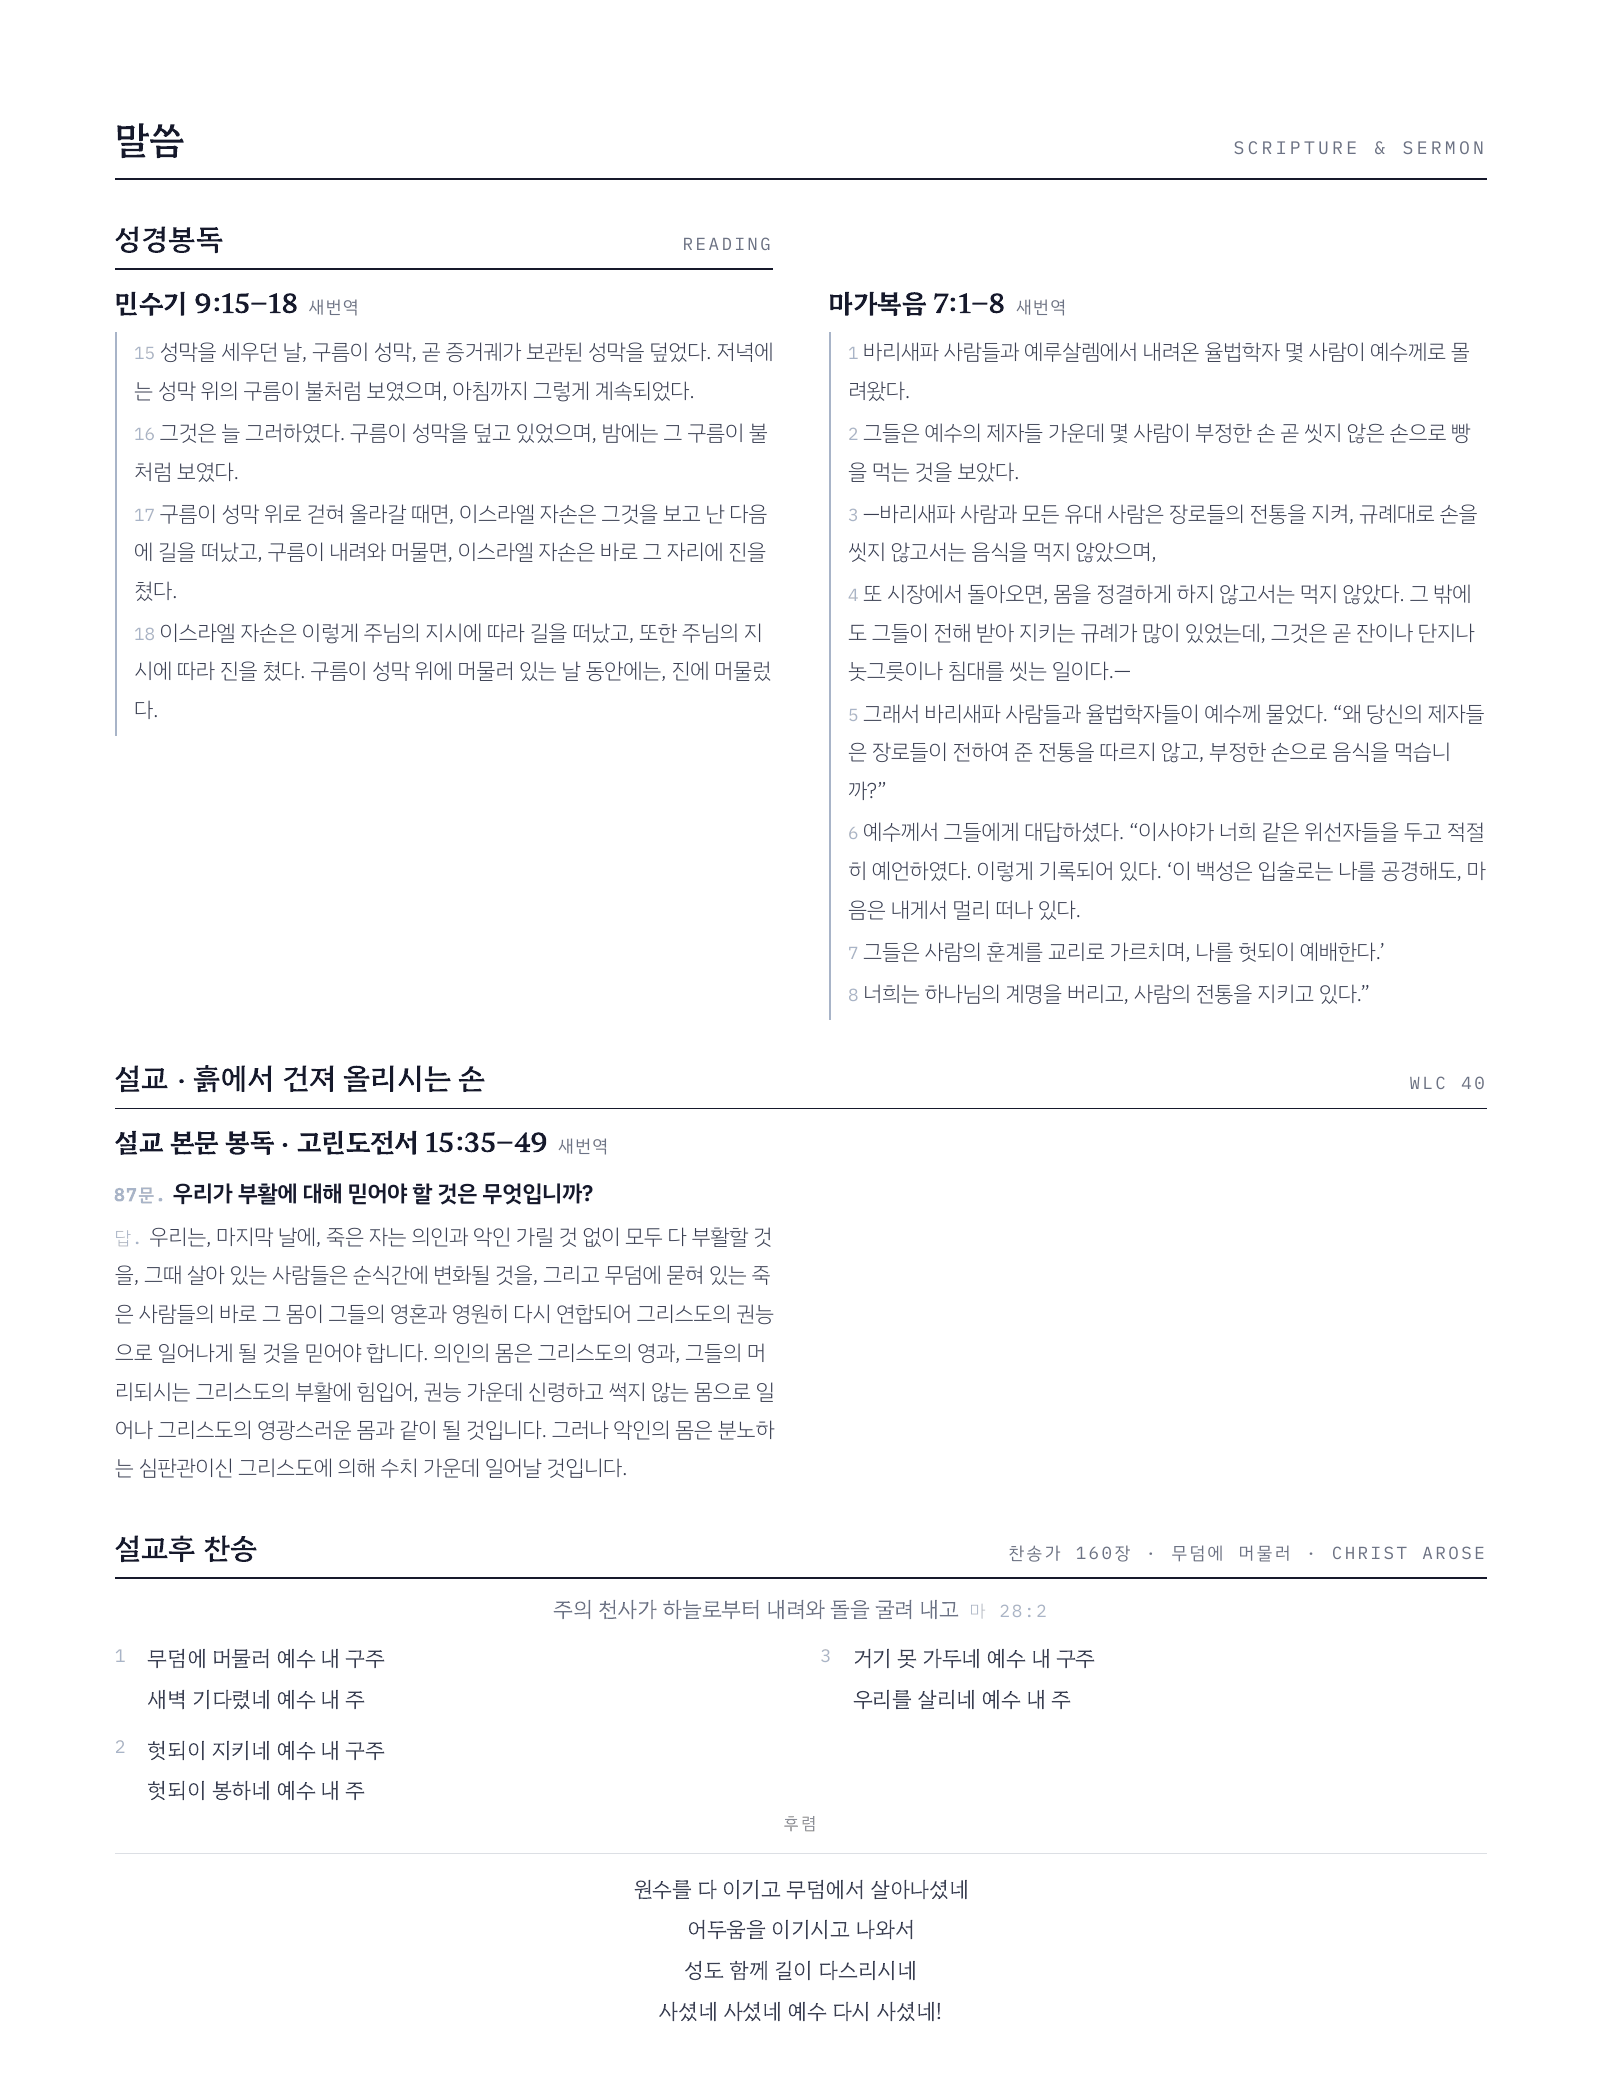 말씀
SCRIPTURE & SERMON
성경봉독
READING
민수기 9:15–18 새번역
15 성막을 세우던 날, 구름이 성막, 곧 증거궤가 보관된 성막을 덮었다. 저녁에
는 성막 위의 구름이 불처럼 보였으며, 아침까지 그렇게 계속되었다.
16 그것은 늘 그러하였다. 구름이 성막을 덮고 있었으며, 밤에는 그 구름이 불
처럼 보였다.
17 구름이 성막 위로 걷혀 올라갈 때면, 이스라엘 자손은 그것을 보고 난 다음
에 길을 떠났고, 구름이 내려와 머물면, 이스라엘 자손은 바로 그 자리에 진을
쳤다.
18 이스라엘 자손은 이렇게 주님의 지시에 따라 길을 떠났고, 또한 주님의 지
시에 따라 진을 쳤다. 구름이 성막 위에 머물러 있는 날 동안에는, 진에 머물렀
다.
마가복음 7:1–8 새번역
1 바리새파 사람들과 예루살렘에서 내려온 율법학자 몇 사람이 예수께로 몰
려왔다.
2 그들은 예수의 제자들 가운데 몇 사람이 부정한 손 곧 씻지 않은 손으로 빵
을 먹는 것을 보았다.
3 —바리새파 사람과 모든 유대 사람은 장로들의 전통을 지켜, 규례대로 손을
씻지 않고서는 음식을 먹지 않았으며,
4 또 시장에서 돌아오면, 몸을 정결하게 하지 않고서는 먹지 않았다. 그 밖에
도 그들이 전해 받아 지키는 규례가 많이 있었는데, 그것은 곧 잔이나 단지나
놋그릇이나 침대를 씻는 일이다.—
5 그래서 바리새파 사람들과 율법학자들이 예수께 물었다. “왜 당신의 제자들
은 장로들이 전하여 준 전통을 따르지 않고, 부정한 손으로 음식을 먹습니
까?”
6 예수께서 그들에게 대답하셨다. “이사야가 너희 같은 위선자들을 두고 적절
히 예언하였다. 이렇게 기록되어 있다. ‘이 백성은 입술로는 나를 공경해도, 마
음은 내게서 멀리 떠나 있다.
7 그들은 사람의 훈계를 교리로 가르치며, 나를 헛되이 예배한다.’
8 너희는 하나님의 계명을 버리고, 사람의 전통을 지키고 있다.”
설교 · 흙에서 건져 올리시는 손
WLC 40
설교 본문 봉독 · 고린도전서 15:35–49 새번역
87문. 우리가 부활에 대해 믿어야 할 것은 무엇입니까?
답. 우리는, 마지막 날에, 죽은 자는 의인과 악인 가릴 것 없이 모두 다 부활할 것
을, 그때 살아 있는 사람들은 순식간에 변화될 것을, 그리고 무덤에 묻혀 있는 죽
은 사람들의 바로 그 몸이 그들의 영혼과 영원히 다시 연합되어 그리스도의 권능
으로 일어나게 될 것을 믿어야 합니다. 의인의 몸은 그리스도의 영과, 그들의 머
리되시는 그리스도의 부활에 힘입어, 권능 가운데 신령하고 썩지 않는 몸으로 일
어나 그리스도의 영광스러운 몸과 같이 될 것입니다. 그러나 악인의 몸은 분노하
는 심판관이신 그리스도에 의해 수치 가운데 일어날 것입니다.
설교후 찬송
찬송가 160장 · 무덤에 머물러 · CHRIST AROSE
주의 천사가 하늘로부터 내려와 돌을 굴려 내고 마 28:2
1 무덤에 머물러 예수 내 구주
새벽 기다렸네 예수 내 주
2 헛되이 지키네 예수 내 구주
헛되이 봉하네 예수 내 주
3 거기 못 가두네 예수 내 구주
우리를 살리네 예수 내 주
후렴
원수를 다 이기고 무덤에서 살아나셨네
어두움을 이기시고 나와서
성도 함께 길이 다스리시네
사셨네 사셨네 예수 다시 사셨네!